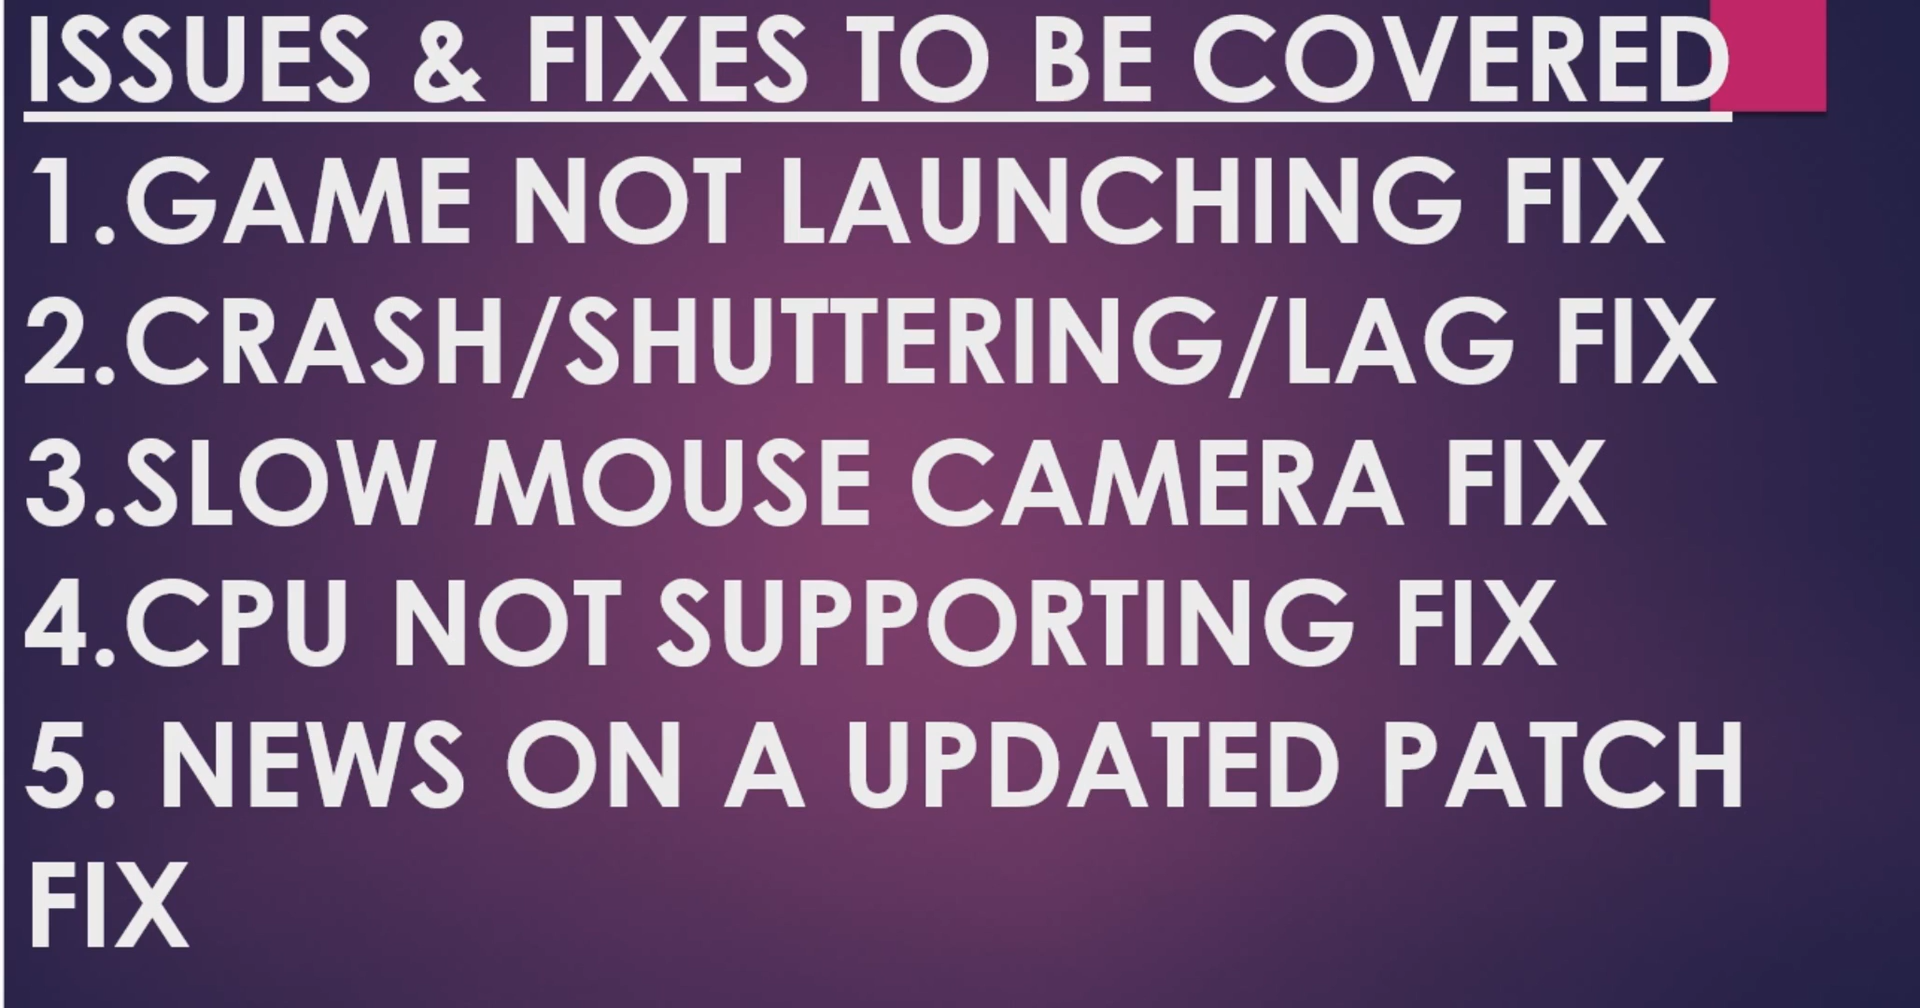 ISSUES & FIXES TO BE COVERED
1.GAME NOT LAUNCHING FIX
2.CRASH/SHUTTERING/LAG FIX
3.SLOW MOUSE CAMERA FIX
4.CPU NOT SUPPORTING FIX
5. NEWS ON A UPDATED PATCH
FIX